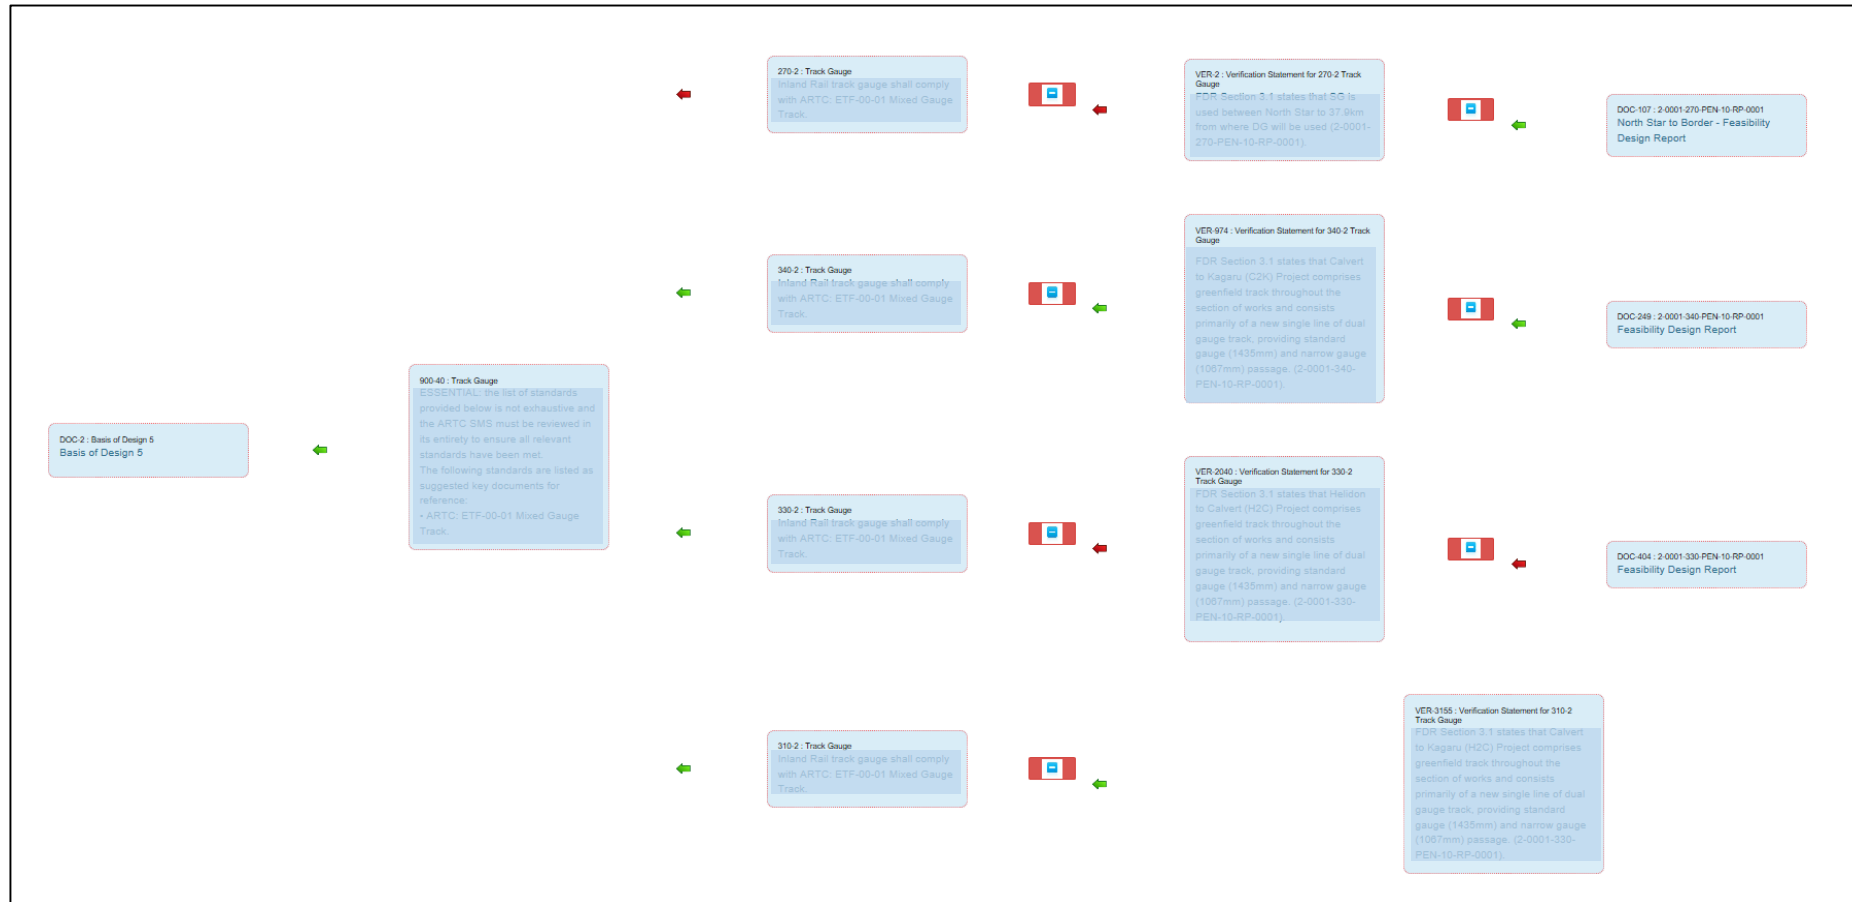 DOC-2 : Basis of Design 5
Basis of Design 5
900-40 : Track Gauge
ESSENTIAL: the list of standards
provided below is not exhaustive and
the ARTC SMS must be reviewed in
its entirety to ensure all relevant
standards have been met.
The following standards are listed as
suggested key documents for
reference:
• ARTC: ETF-00-01 Mixed Gauge
Track.
270-2 : Track Gauge
Inland Rail track gauge shall comply
with ARTC: ETF-00-01 Mixed Gauge
Track.
VER-2 : Verification Statement for 270-2 Track
Gauge
FDR Section 3.1 states that SG is
used between North Star to 37.9km
from where DG will be used (2-0001-
270-PEN-10-RP-0001).
DOC-107 : 2-0001-270-PEN-10-RP-0001
North Star to Border - Feasibility
Design Report
340-2 : Track Gauge
Inland Rail track gauge shall comply
with ARTC: ETF-00-01 Mixed Gauge
Track.
VER-974 : Verification Statement for 340-2 Track
Gauge
FDR Section 3.1 states that Calvert
to Kagaru (C2K) Project comprises
greenfield track throughout the
section of works and consists
primarily of a new single line of dual
gauge track, providing standard
gauge (1435mm) and narrow gauge
(1067mm) passage. (2-0001-340-
PEN-10-RP-0001).
DOC-249 : 2-0001-340-PEN-10-RP-0001
Feasibility Design Report
330-2 : Track Gauge
Inland Rail track gauge shall comply
with ARTC: ETF-00-01 Mixed Gauge
Track.
VER-2040 : Verification Statement for 330-2
Track Gauge
FDR Section 3.1 states that Helidon
to Calvert (H2C) Project comprises
greenfield track throughout the
section of works and consists
primarily of a new single line of dual
gauge track, providing standard
gauge (1435mm) and narrow gauge
(1067mm) passage. (2-0001-330-
PEN-10-RP-0001).
DOC-404 : 2-0001-330-PEN-10-RP-0001
Feasibility Design Report
310-2 : Track Gauge
Inland Rail track gauge shall comply
with ARTC: ETF-00-01 Mixed Gauge
Track.
VER-3155 : Verification Statement for 310-2
Track Gauge
FDR Section 3.1 states that Calvert
to Kagaru (H2C) Project comprises
greenfield track throughout the
section of works and consists
primarily of a new single line of dual
gauge track, providing standard
gauge (1435mm) and narrow gauge
(1067mm) passage. (2-0001-330-
PEN-10-RP-0001)